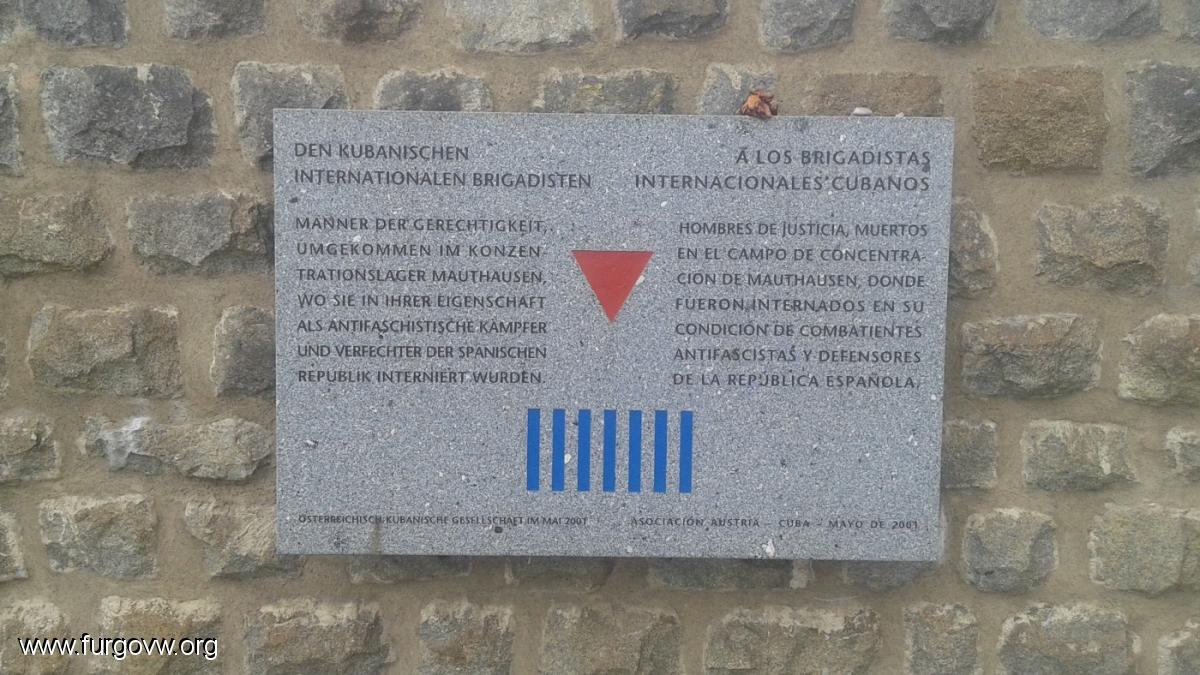 DEN KUBANISCHEN
INTERNATIONALEN BRIGADISTEN
MÄNNER DER GERECHTIGKEIT,
UMGEKOMMEN IM KONZEN-
TRATIONSLAGER MAUTHAUSEN,
WO SIE IN IHRER EIGENSCHAFT
ALS ANTIFASCHISTISCHE KÄMPFER
UND VERFECHTER DER SPANISCHEN
REPUBLIK INTERNIERT WURDEN.
A LOS BRIGADISTAS
INTERNACIONALES CUBANOS
HOMBRES DE JUSTICIA, MUERTOS
EN EL CAMPO DE CONCENTRA-
CIÓN DE MAUTHAUSEN, DONDE
FUERON INTERNADOS EN SU
CONDICIÓN DE COMBATIENTES
ANTIFASCISTAS Y DEFENSORES
DE LA REPÚBLICA ESPAÑOLA.
ÖSTERREICHISCH KUBANISCHE GESELLSCHAFT IM MAI 2001
ASOCIACIÓN AUSTRIA – CUBA – MAYO DE 2001
www.furgovw.org